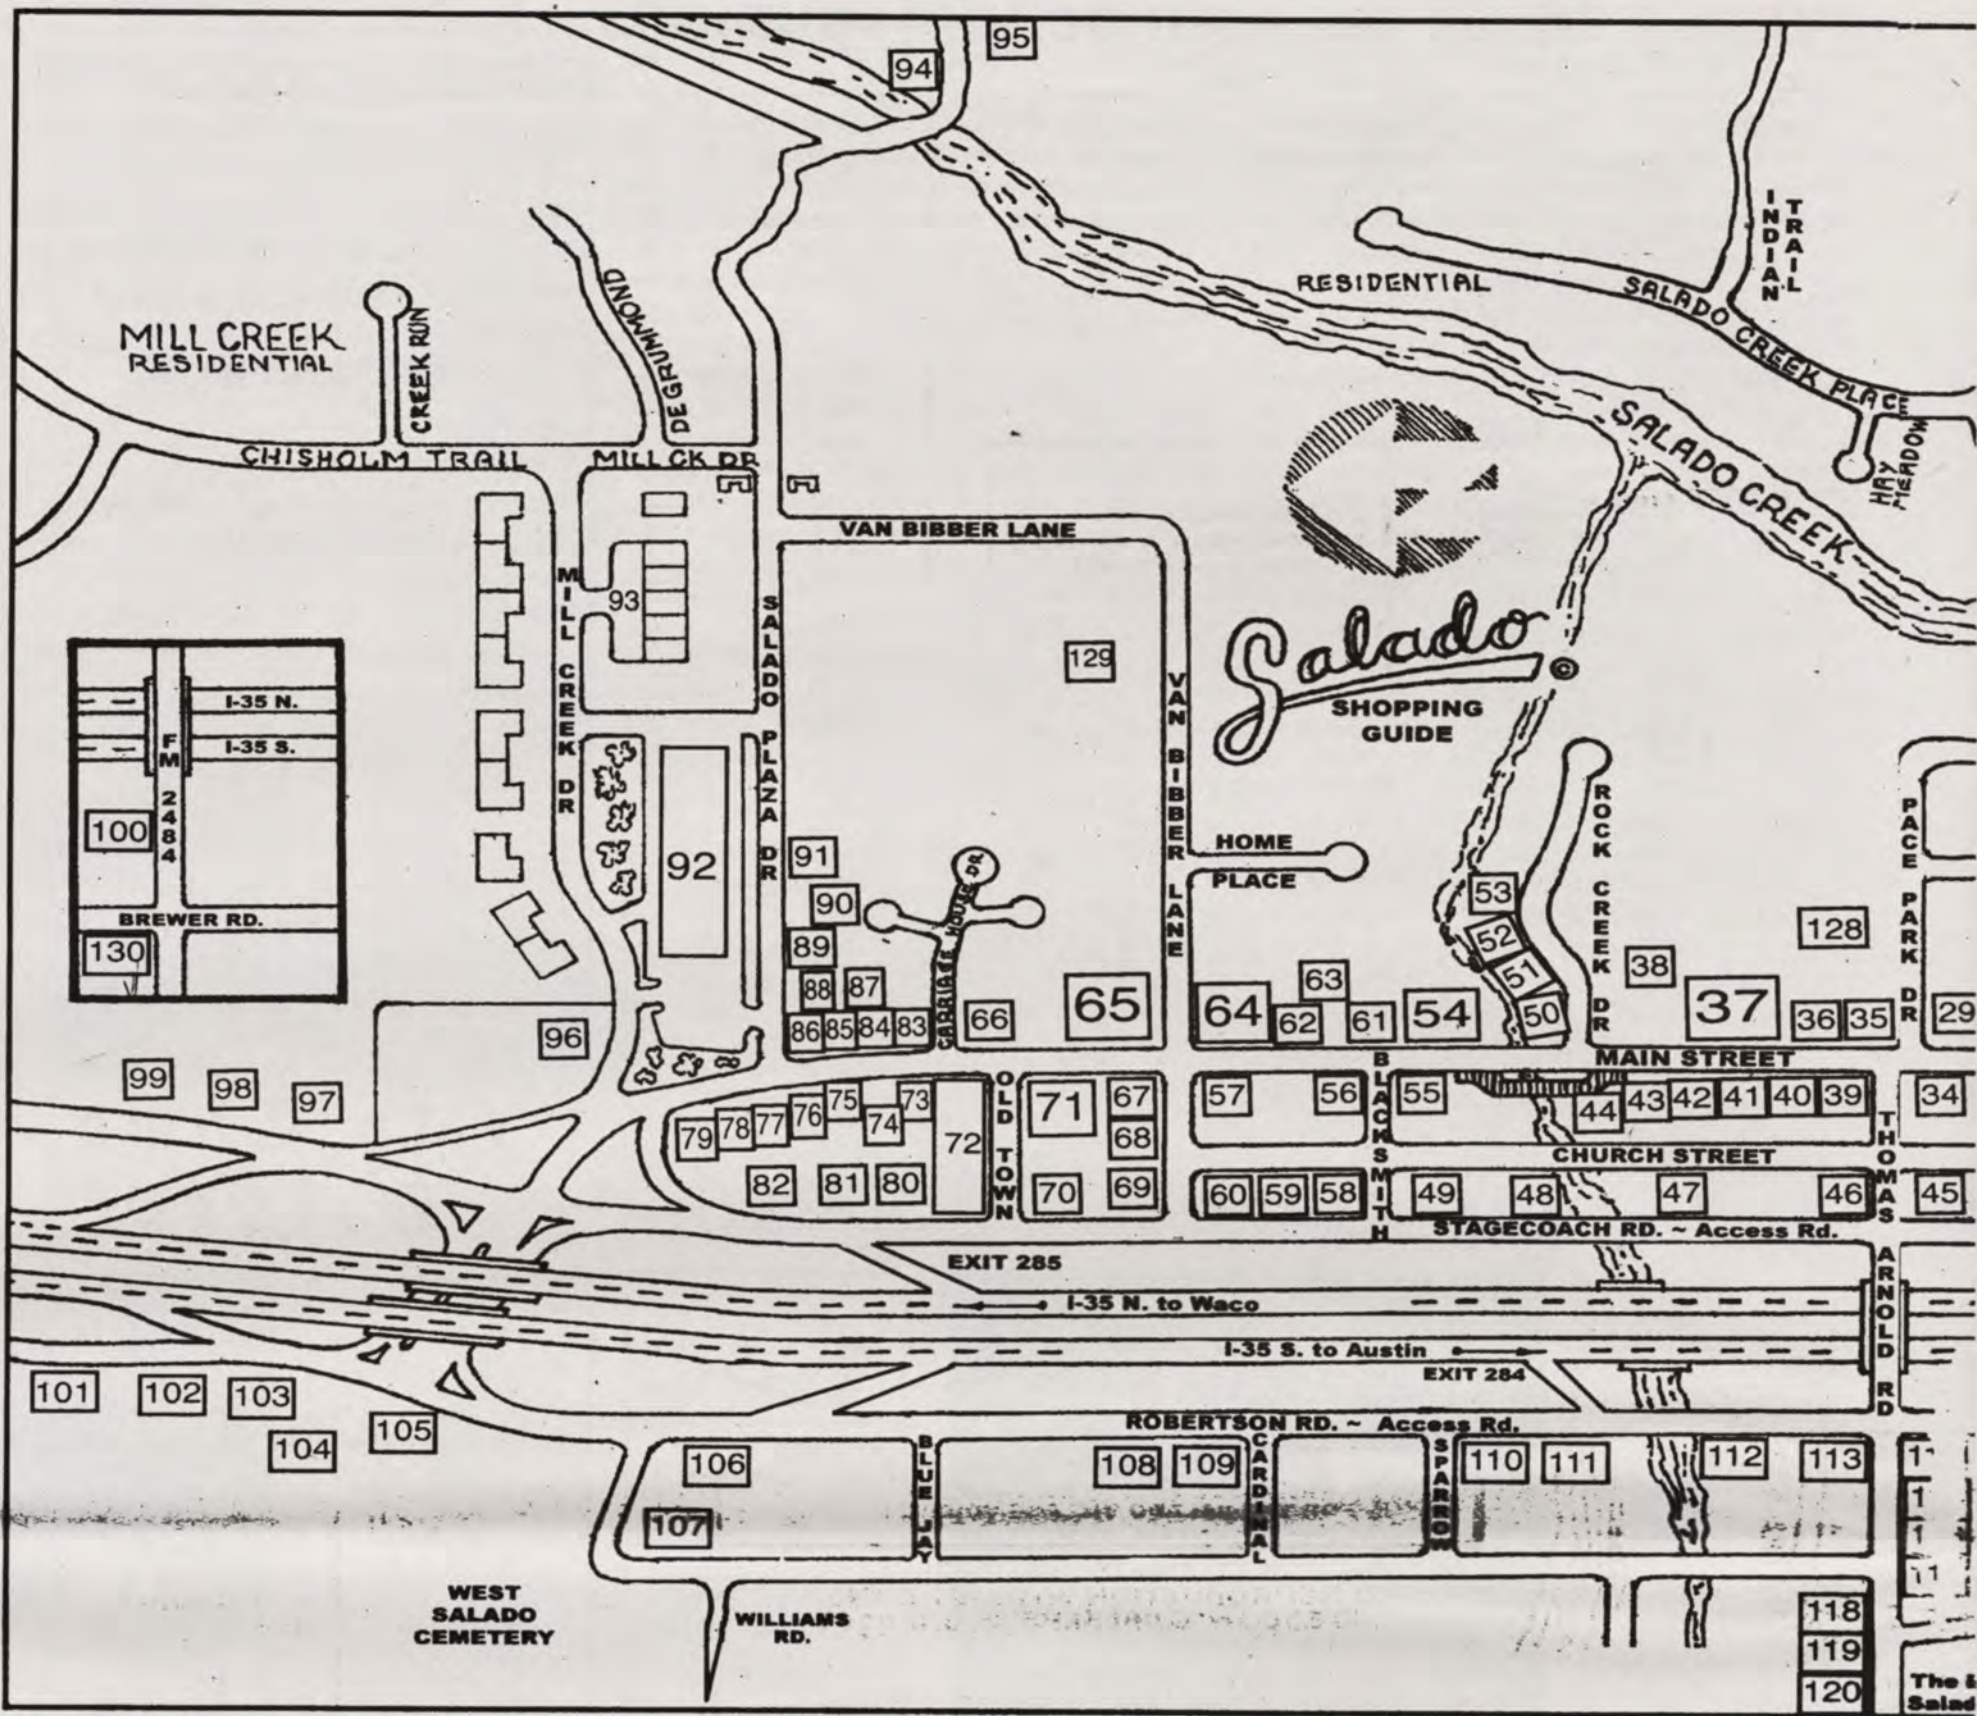 95
94
INDIAN
TRAIL
RESIDENTIAL
SALADO CREEK PLACE
DEGRUMMOND
MILL CREEK
RESIDENTIAL
CREEK RUN
HAY
MEADOW
SALADO CREEK
CHISHOLM TRAIL
MILL CK DR
VAN BIBBER LANE
MILL CREEK DR
93
SALADO PLAZA DR
129
VAN BIBBER LANE
Salado
©
SHOPPING
GUIDE
I-35 N.
I-35 S.
FM 2484
100
BREWER RD.
130
92
91
90
89
88
87
86
85
84
83
CARRIAGE HOUSE DR
66
65
HOME
PLACE
64
63
62
61
54
53
52
51
50
ROCK CREEK DR
38
37
128
36
35
PACE PARK DR
29
96
99
98
97
MAIN STREET
79
78
77
76
75
74
73
72
82
81
80
OLD TOWN
71
67
68
70
69
57
56
60
59
58
BLACKSMITH
55
44
43
42
41
40
39
34
CHURCH STREET
49
48
47
46
45
THOMAS ARNOLD RD
STAGECOACH RD. ~ Access Rd.
EXIT 285
I-35 N. to Waco
I-35 S. to Austin
EXIT 284
ROBERTSON RD. ~ Access Rd.
101
102
103
104
105
106
107
BLUE JAY
108
109
CARDINAL
SPARROW
110
111
112
113
WEST
SALADO
CEMETERY
WILLIAMS
RD.
118
119
120
The
Salad